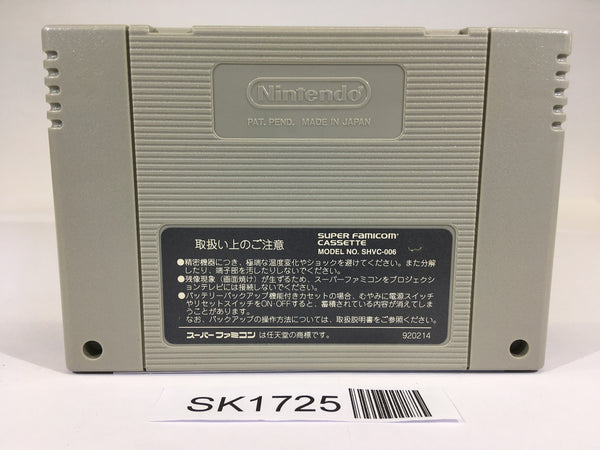 Nintendo
PAT. PEND. MADE IN JAPAN
取扱い上のご注意
SUPER FAMICOM
CASSETTE
MODEL NO. SHVC-006
●精密機器につき、極端な温度変化やショックを避けてください。また分解
したり、端子部を汚したりしないでください。
●残像現象（画面焼け）が生ずるため、スーパーファミコンをプロジェクシ
ョンテレビには接続しないでください。
●バッテリーバックアップ機能付きカセットの場合、むやみに電源スイッチ
やリセットスイッチをON・OFFすると、蓄積されている内容が消えてしま
うことがあります。
なお、バックアップの操作方法については、取扱説明書をご参照ください。
スーパーファミコン は任天堂の商標です。
920214
SK1725